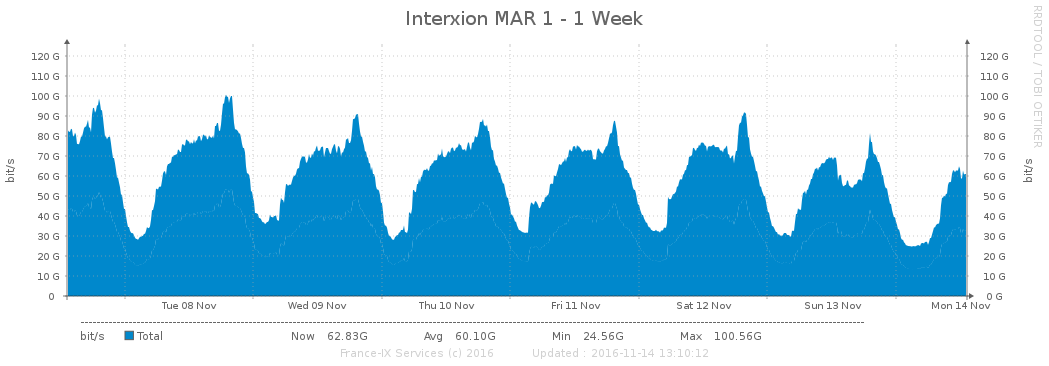 Interxion MAR 1 - 1 Week
RRDTOOL / TOBI OETIKER
bit/s
120 G 120 G
110 G 110 G
100 G 100 G
90 G 90 G
80 G 80 G
70 G 70 G
60 G 60 G
50 G 50 G
40 G 40 G
30 G 30 G
20 G 20 G
10 G 10 G
0 0 G
bit/s
Tue 08 Nov Wed 09 Nov Thu 10 Nov Fri 11 Nov Sat 12 Nov Sun 13 Nov Mon 14 Nov
bit/s Total Now 62.83G Avg 60.10G Min 24.56G Max 100.56G
France-IX Services (c) 2016 Updated : 2016-11-14 13:10:12